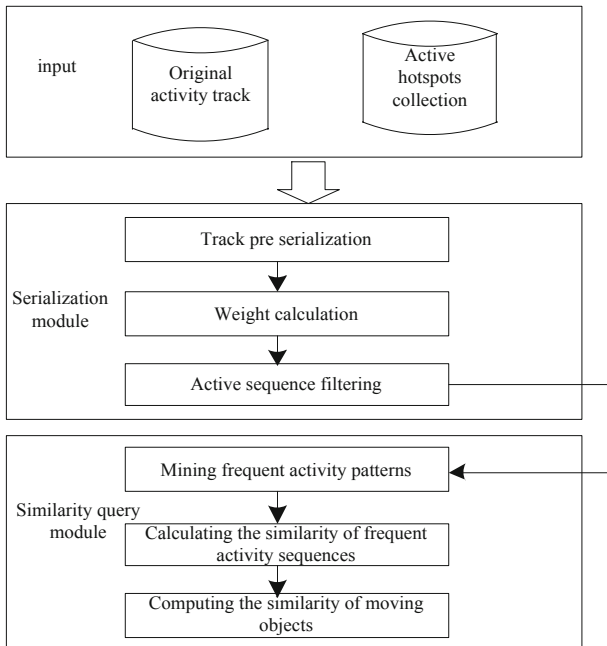 input
Original
activity track
Active
hotspots
collection
Track pre serialization
Serialization
module
Weight calculation
Active sequence filtering
Mining frequent activity patterns
Similarity query
module
Calculating the similarity of frequent
activity sequences
Computing the similarity of moving
objects